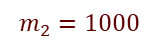 m₂ = 1000